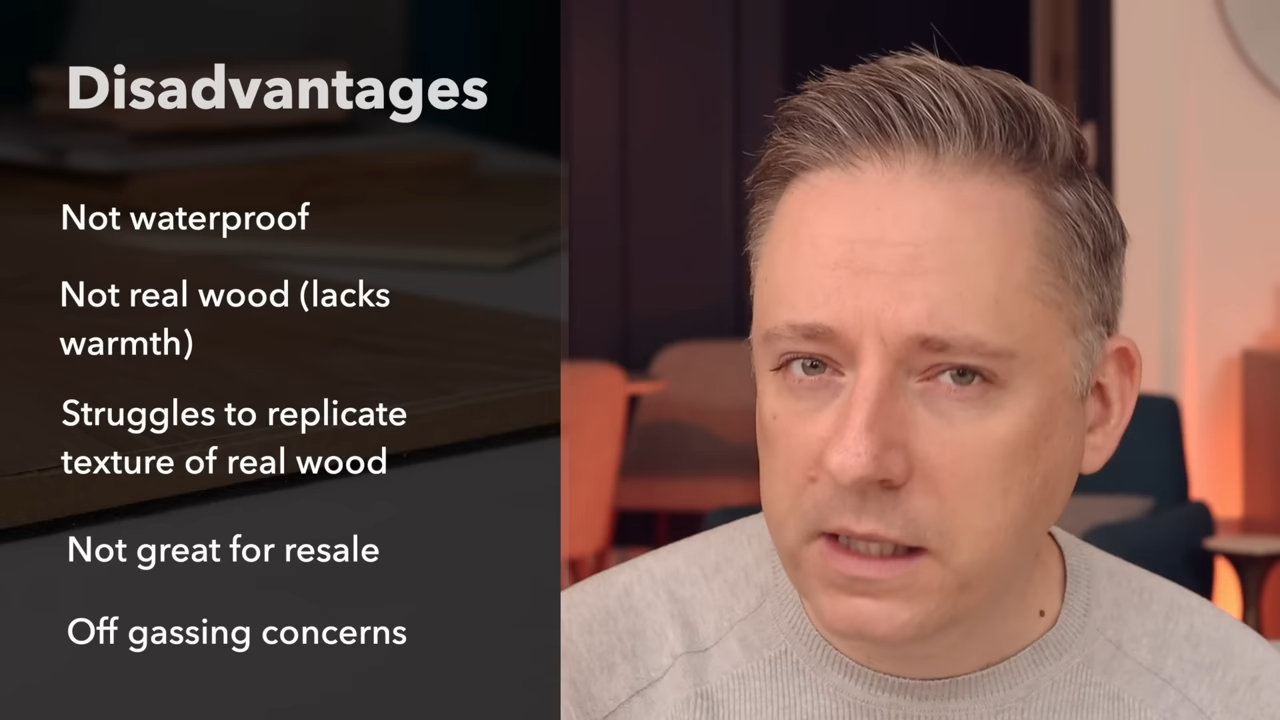 Disadvantages
Not waterproof
Not real wood (lacks
warmth)
Struggles to replicate
texture of real wood
Not great for resale
Off gassing concerns